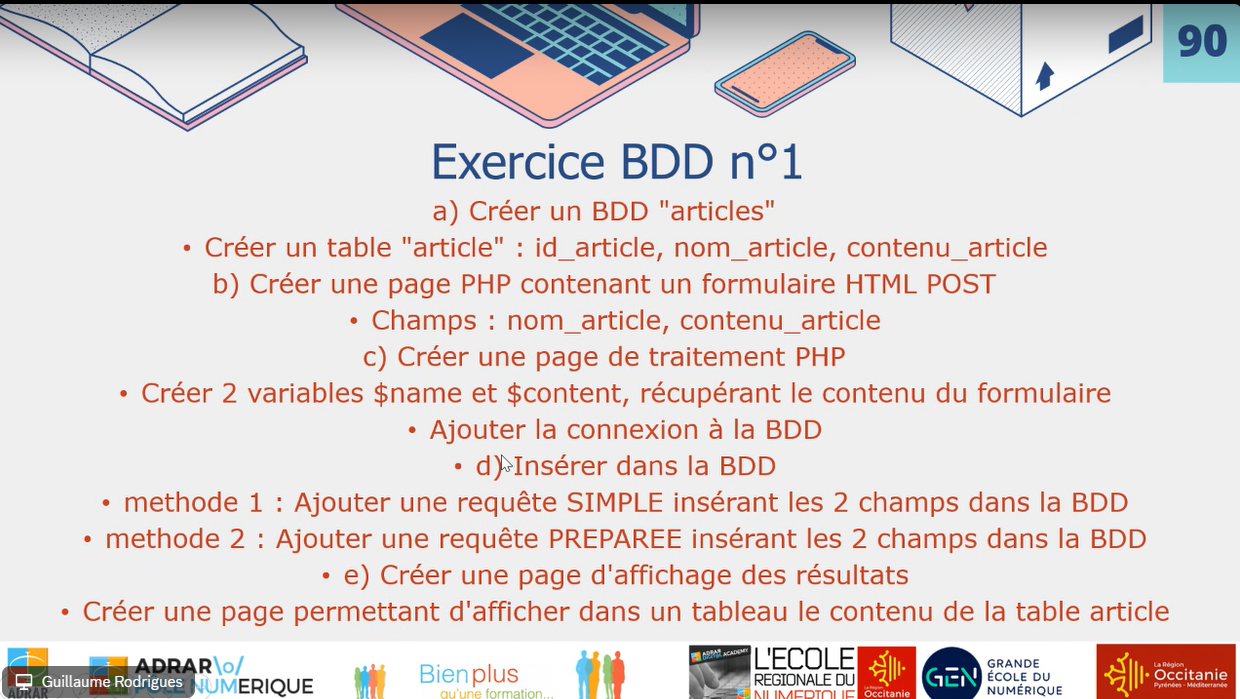 90
Exercice BDD n°1
a) Créer un BDD "articles"
• Créer un table "article" : id_article, nom_article, contenu_article
b) Créer une page PHP contenant un formulaire HTML POST
• Champs : nom_article, contenu_article
c) Créer une page de traitement PHP
• Créer 2 variables $name et $content, récupérant le contenu du formulaire
• Ajouter la connexion à la BDD
• d) Insérer dans la BDD
• methode 1 : Ajouter une requête SIMPLE insérant les 2 champs dans la BDD
• methode 2 : Ajouter une requête PREPAREE insérant les 2 champs dans la BDD
• e) Créer une page d'affichage des résultats
• Créer une page permettant d'afficher dans un tableau le contenu de la table article
ADRAR
ADRAR\o/
PÔLE NUMERIQUE
Guillaume Rodrigues
Bien plus
qu'une formation...
ADRAR
DIGITAL ACADEMY
L'ECOLE
REGIONALE DU
NUMERIQUE
La Région
Occitanie
GEN
GRANDE
ÉCOLE DU
NUMÉRIQUE
La Région
Occitanie
Pyrénées - Méditerranée